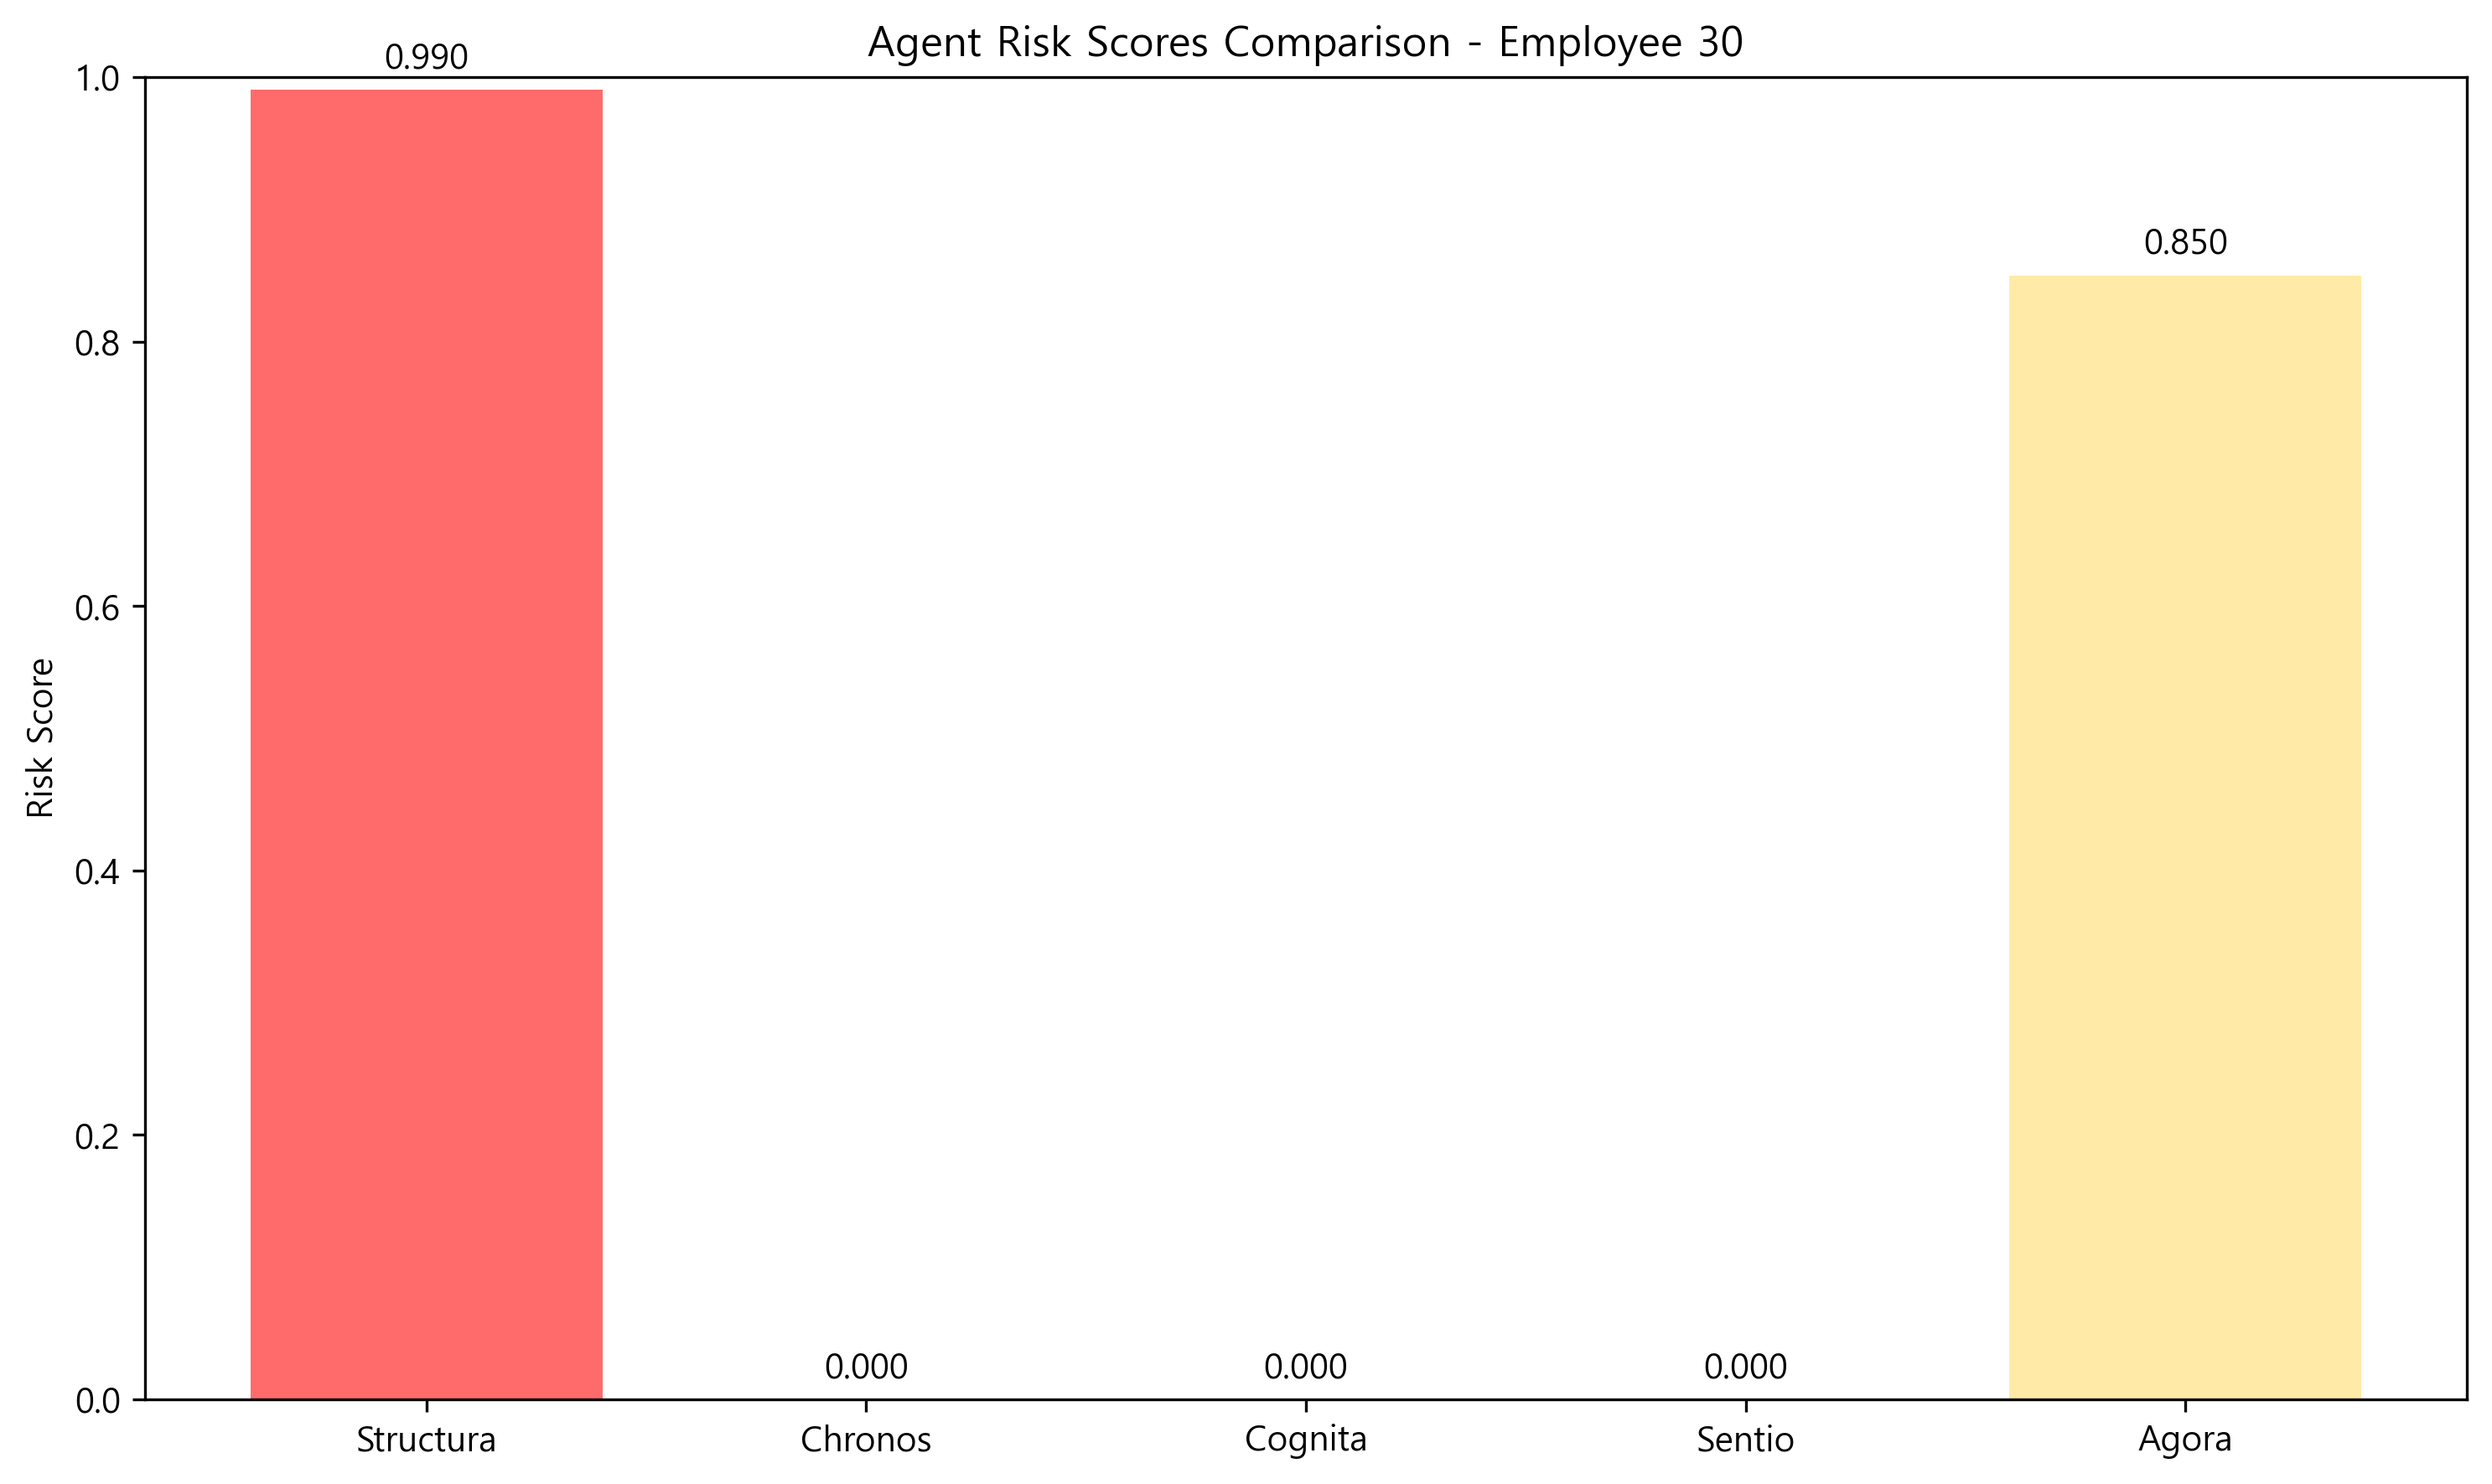 Agent Risk Scores Comparison - Employee 30
0.990
1.0
0.850
0.8
0.6
Risk Score
0.4
0.2
0.000
0.000
0.000
0.0
Structura
Chronos
Cognita
Sentio
Agora